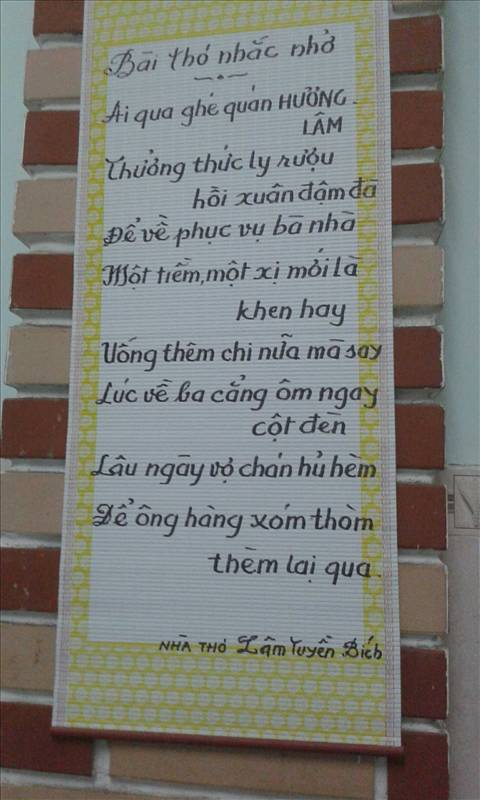 Bài thơ nhắc nhở
Ai qua ghé quán HƯƠNG
LÂM
Thưởng thức ly rượu
hồi xuân đậm đà
Để về phục vụ bà nhà
Một tiềm, một xị mới là
khen hay
Uống thêm chi nữa mà say
Lúc về ba cẳng ôm ngay
cột đèn
Lâu ngày vợ chán hủ hèm
Để ông hàng xóm thòm
thèm lại qua.
NHÀ THƠ Lâm Tuyền Bích